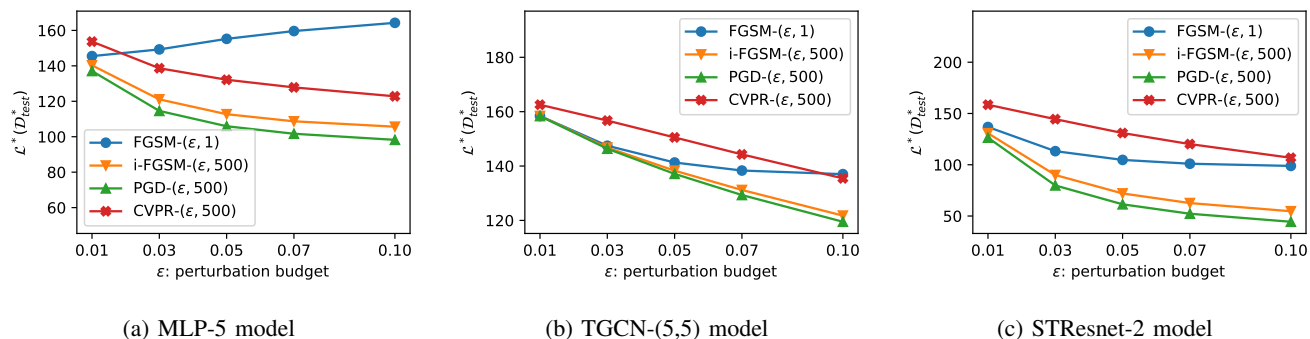 160
140
120
100
80
60
ℒ*(𝒟*test)
FGSM-(ε, 1)
i-FGSM-(ε, 500)
PGD-(ε, 500)
CVPR-(ε, 500)
0.01 0.03 0.05 0.07 0.10
ε: perturbation budget
(a) MLP-5 model
180
160
140
120
ℒ*(𝒟*test)
FGSM-(ε, 1)
i-FGSM-(ε, 500)
PGD-(ε, 500)
CVPR-(ε, 500)
0.01 0.03 0.05 0.07 0.10
ε: perturbation budget
(b) TGCN-(5,5) model
200
150
100
50
ℒ*(𝒟*test)
FGSM-(ε, 1)
i-FGSM-(ε, 500)
PGD-(ε, 500)
CVPR-(ε, 500)
0.01 0.03 0.05 0.07 0.10
ε: perturbation budget
(c) STResnet-2 model